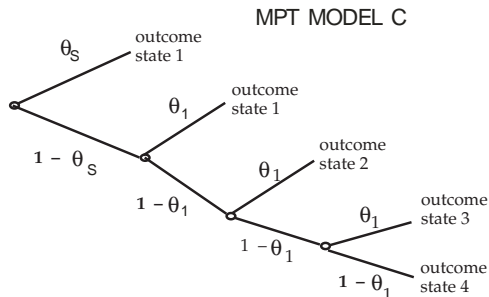 MPT MODEL C
θS
outcome
state 1
θ1
outcome
state 1
1 - θS
θ1
outcome
state 2
1 - θ1
θ1
outcome
state 3
1 -θ1
1 - θ1
outcome
state 4